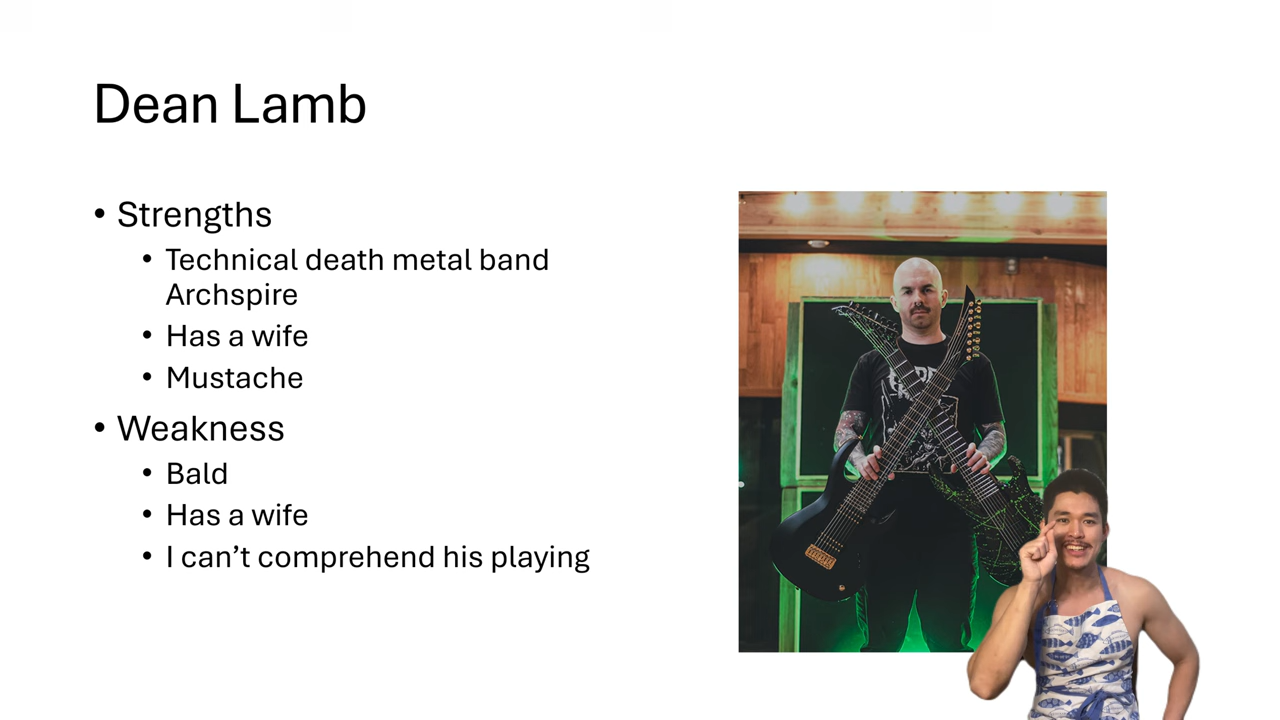 Dean Lamb
• Strengths
• Technical death metal band
Archspire
• Has a wife
• Mustache
• Weakness
• Bald
• Has a wife
• I can’t comprehend his playing